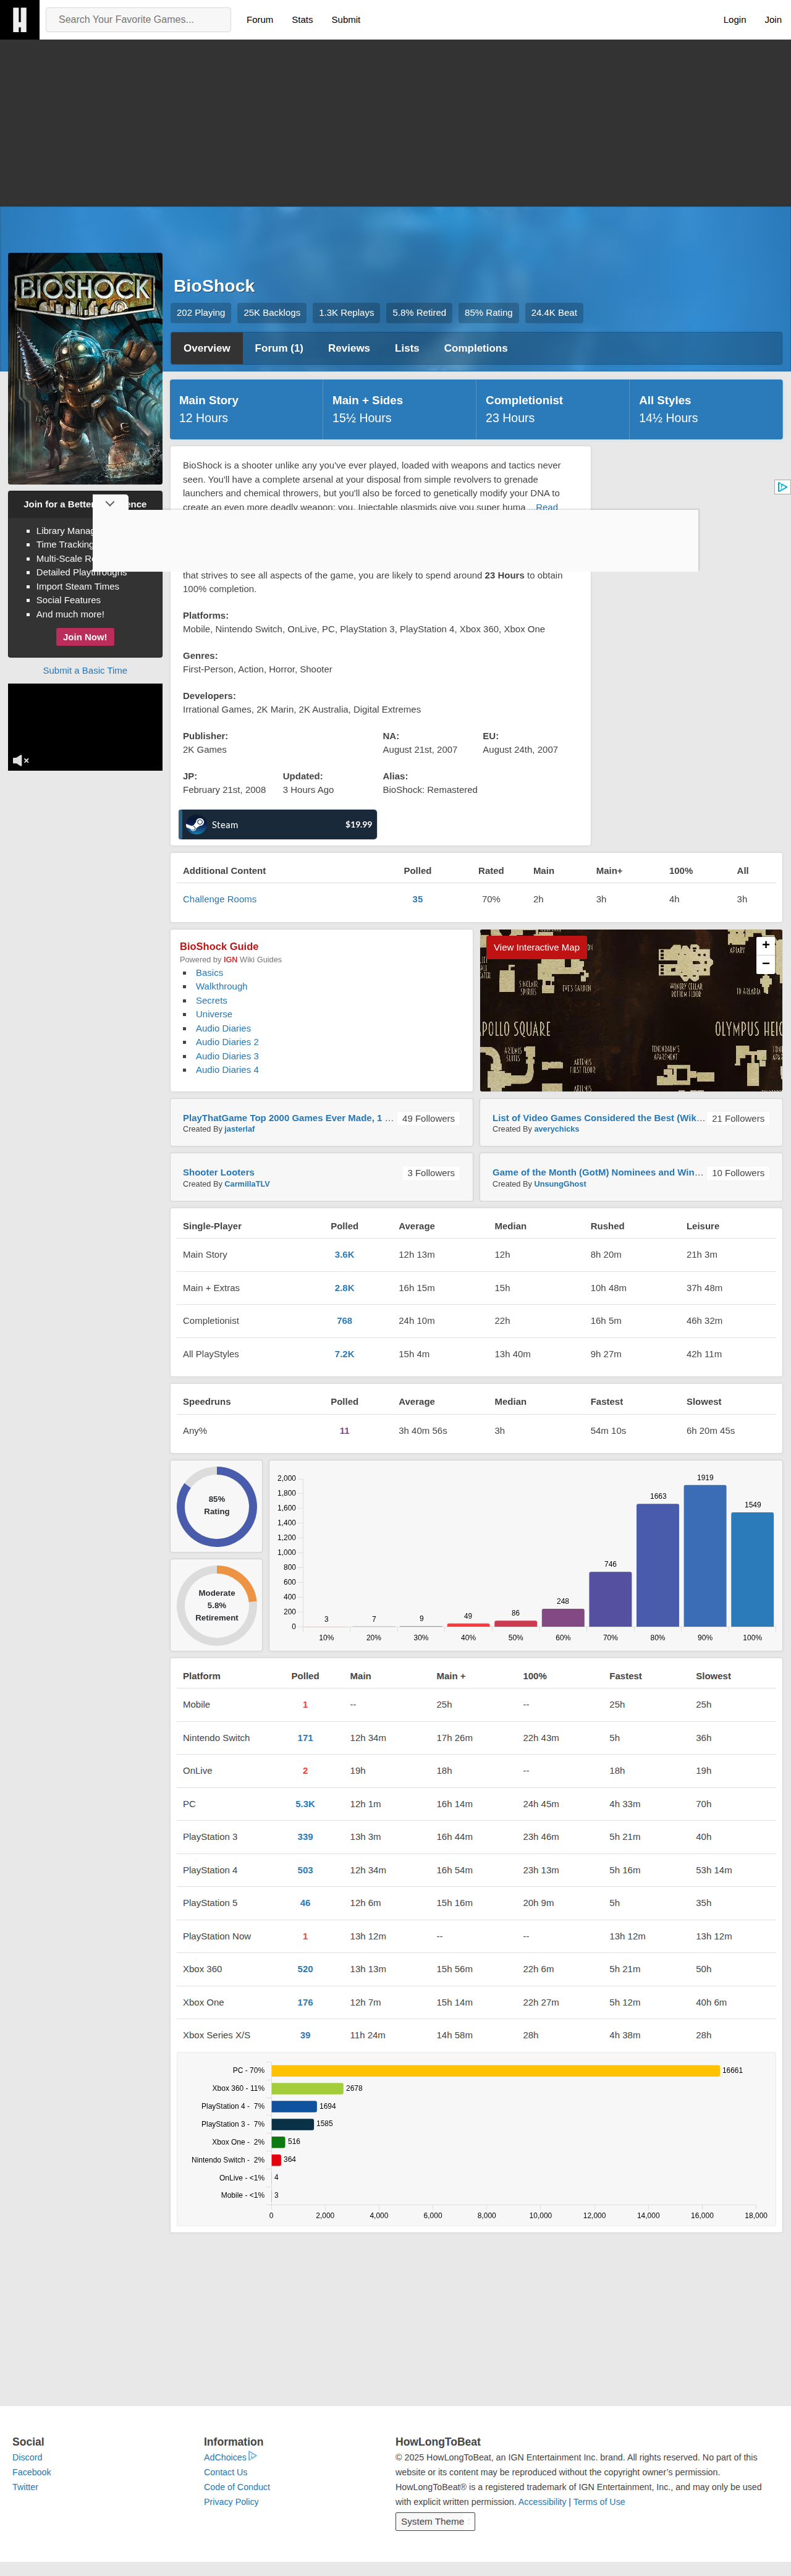 H
Search Your Favorite Games...
Forum Stats Submit
Login Join
BIOSHOCK
BioShock
202 Playing 25K Backlogs 1.3K Replays 5.8% Retired 85% Rating 24.4K Beat
Overview Forum (1) Reviews Lists Completions
Main Story Main + Sides Completionist All Styles
12 Hours 15½ Hours 23 Hours 14½ Hours
BioShock is a shooter unlike any you've ever played, loaded with weapons and tactics never
seen. You'll have a complete arsenal at your disposal from simple revolvers to grenade
launchers and chemical throwers, but you'll also be forced to genetically modify your DNA to
create an even more deadly weapon: you. Injectable plasmids give you super huma ... Read
that strives to see all aspects of the game, you are likely to spend around 23 Hours to obtain
100% completion.
Join for a Better
Library Manag
Time Tracking
Multi-Scale Re
Detailed Playthroughs
Import Steam Times
Social Features
And much more!
Join Now!
Submit a Basic Time
Platforms:
Mobile, Nintendo Switch, OnLive, PC, PlayStation 3, PlayStation 4, Xbox 360, Xbox One
Genres:
First-Person, Action, Horror, Shooter
Developers:
Irrational Games, 2K Marin, 2K Australia, Digital Extremes
Publisher: NA: EU:
2K Games August 21st, 2007 August 24th, 2007
JP: Updated: Alias:
February 21st, 2008 3 Hours Ago BioShock: Remastered
Steam $19.99
Additional Content Polled Rated Main Main+ 100% All
Challenge Rooms 35 70% 2h 3h 4h 3h
BioShock Guide
Powered by IGN Wiki Guides
Basics
Walkthrough
Secrets
Universe
Audio Diaries
Audio Diaries 2
Audio Diaries 3
Audio Diaries 4
View Interactive Map
+
−
APOLLO SQUARE
OLYMPUS HEIG
PlayThatGame Top 2000 Games Ever Made, 1 ... 49 Followers
Created By jasterlaf
List of Video Games Considered the Best (Wik... 21 Followers
Created By averychicks
Shooter Looters 3 Followers
Created By CarmillaTLV
Game of the Month (GotM) Nominees and Win... 10 Followers
Created By UnsungGhost
Single-Player Polled Average Median Rushed Leisure
Main Story 3.6K 12h 13m 12h 8h 20m 21h 3m
Main + Extras 2.8K 16h 15m 15h 10h 48m 37h 48m
Completionist 768 24h 10m 22h 16h 5m 46h 32m
All PlayStyles 7.2K 15h 4m 13h 40m 9h 27m 42h 11m
Speedruns Polled Average Median Fastest Slowest
Any% 11 3h 40m 56s 3h 54m 10s 6h 20m 45s
85%
Rating
Moderate
5.8%
Retirement
2,000
1,800
1,600
1,400
1,200
1,000
800
600
400
200
0
3 7 9 49 86 248 746 1663 1919 1549
10% 20% 30% 40% 50% 60% 70% 80% 90% 100%
Platform Polled Main Main + 100% Fastest Slowest
Mobile 1 -- 25h -- 25h 25h
Nintendo Switch 171 12h 34m 17h 26m 22h 43m 5h 36h
OnLive 2 19h 18h -- 18h 19h
PC 5.3K 12h 1m 16h 14m 24h 45m 4h 33m 70h
PlayStation 3 339 13h 3m 16h 44m 23h 46m 5h 21m 40h
PlayStation 4 503 12h 34m 16h 54m 23h 13m 5h 16m 53h 14m
PlayStation 5 46 12h 6m 15h 16m 20h 9m 5h 35h
PlayStation Now 1 13h 12m -- -- 13h 12m 13h 12m
Xbox 360 520 13h 13m 15h 56m 22h 6m 5h 21m 50h
Xbox One 176 12h 7m 15h 14m 22h 27m 5h 12m 40h 6m
Xbox Series X/S 39 11h 24m 14h 58m 28h 4h 38m 28h
PC - 70% 16661
Xbox 360 - 11% 2678
PlayStation 4 - 7% 1694
PlayStation 3 - 7% 1585
Xbox One - 2% 516
Nintendo Switch - 2% 364
OnLive - <1% 4
Mobile - <1% 3
0 2,000 4,000 6,000 8,000 10,000 12,000 14,000 16,000 18,000
Social
Discord
Facebook
Twitter
Information
AdChoices
Contact Us
Code of Conduct
Privacy Policy
HowLongToBeat
© 2025 HowLongToBeat, an IGN Entertainment Inc. brand. All rights reserved. No part of this
website or its content may be reproduced without the copyright owner's permission.
HowLongToBeat® is a registered trademark of IGN Entertainment, Inc., and may only be used
with explicit written permission. Accessibility | Terms of Use
System Theme